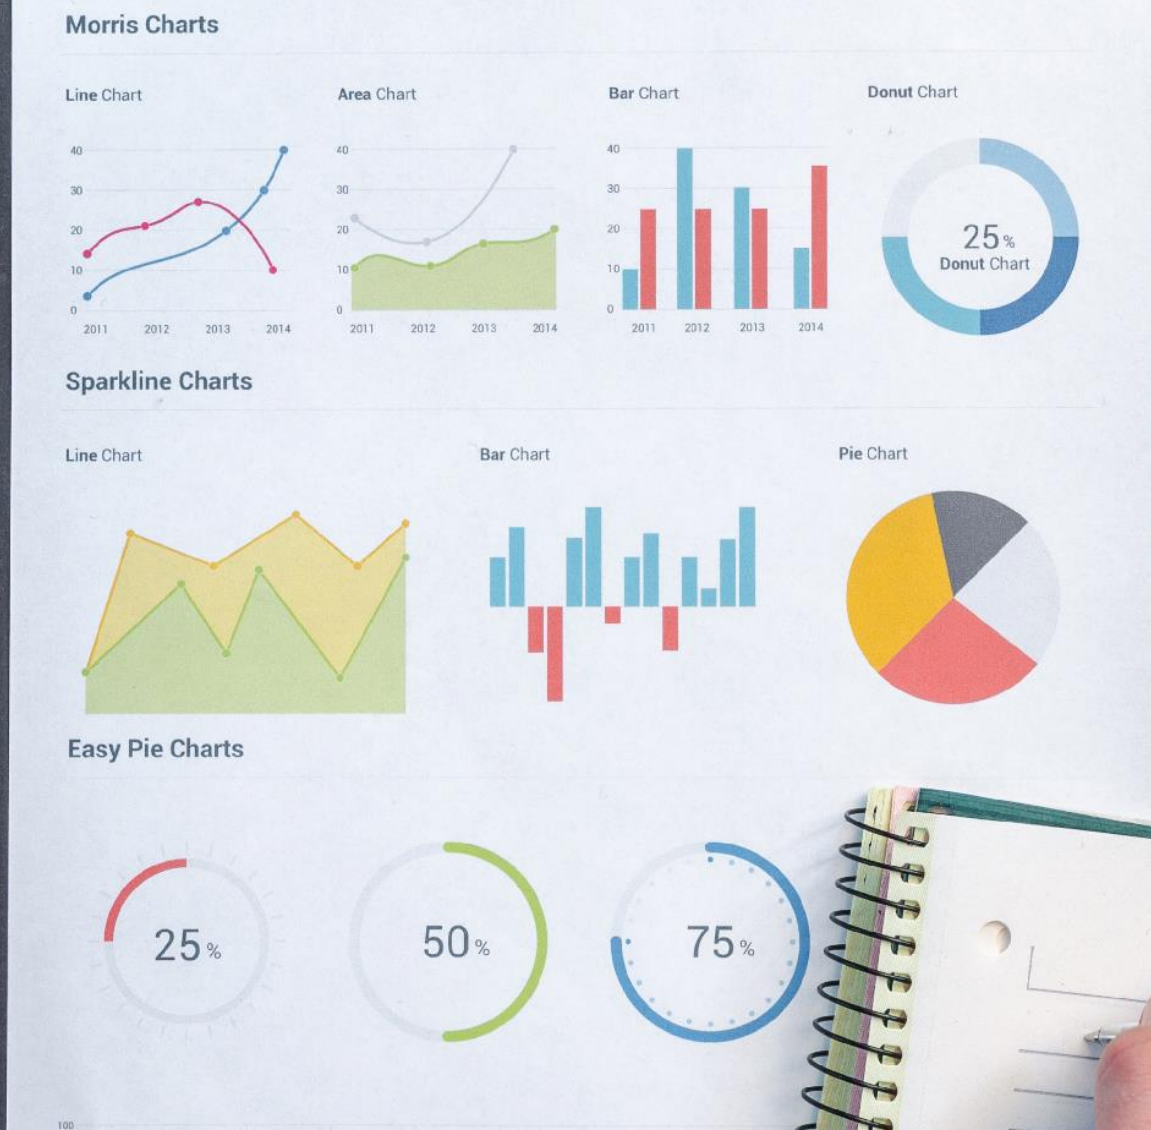 Morris Charts
Line Chart
Area Chart
Bar Chart
Donut Chart
40
30
20
10
0
2011 2012 2013 2014
40
30
20
10
0
2011 2012 2013 2014
40
30
20
10
0
2011 2012 2013 2014
25%
Donut Chart
Sparkline Charts
Line Chart
Bar Chart
Pie Chart
Easy Pie Charts
25%
50%
75%
100